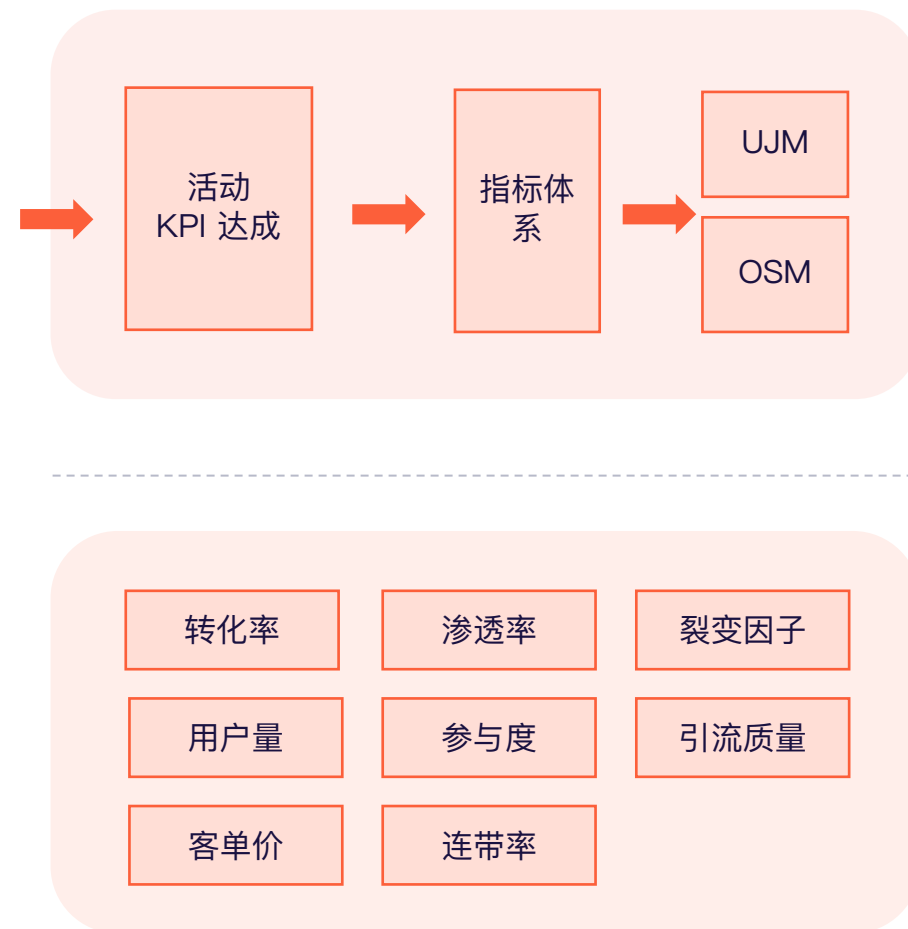 活动
KPI 达成
指标体
系
UJM
OSM
转化率
渗透率
裂变因子
用户量
参与度
引流质量
客单价
连带率